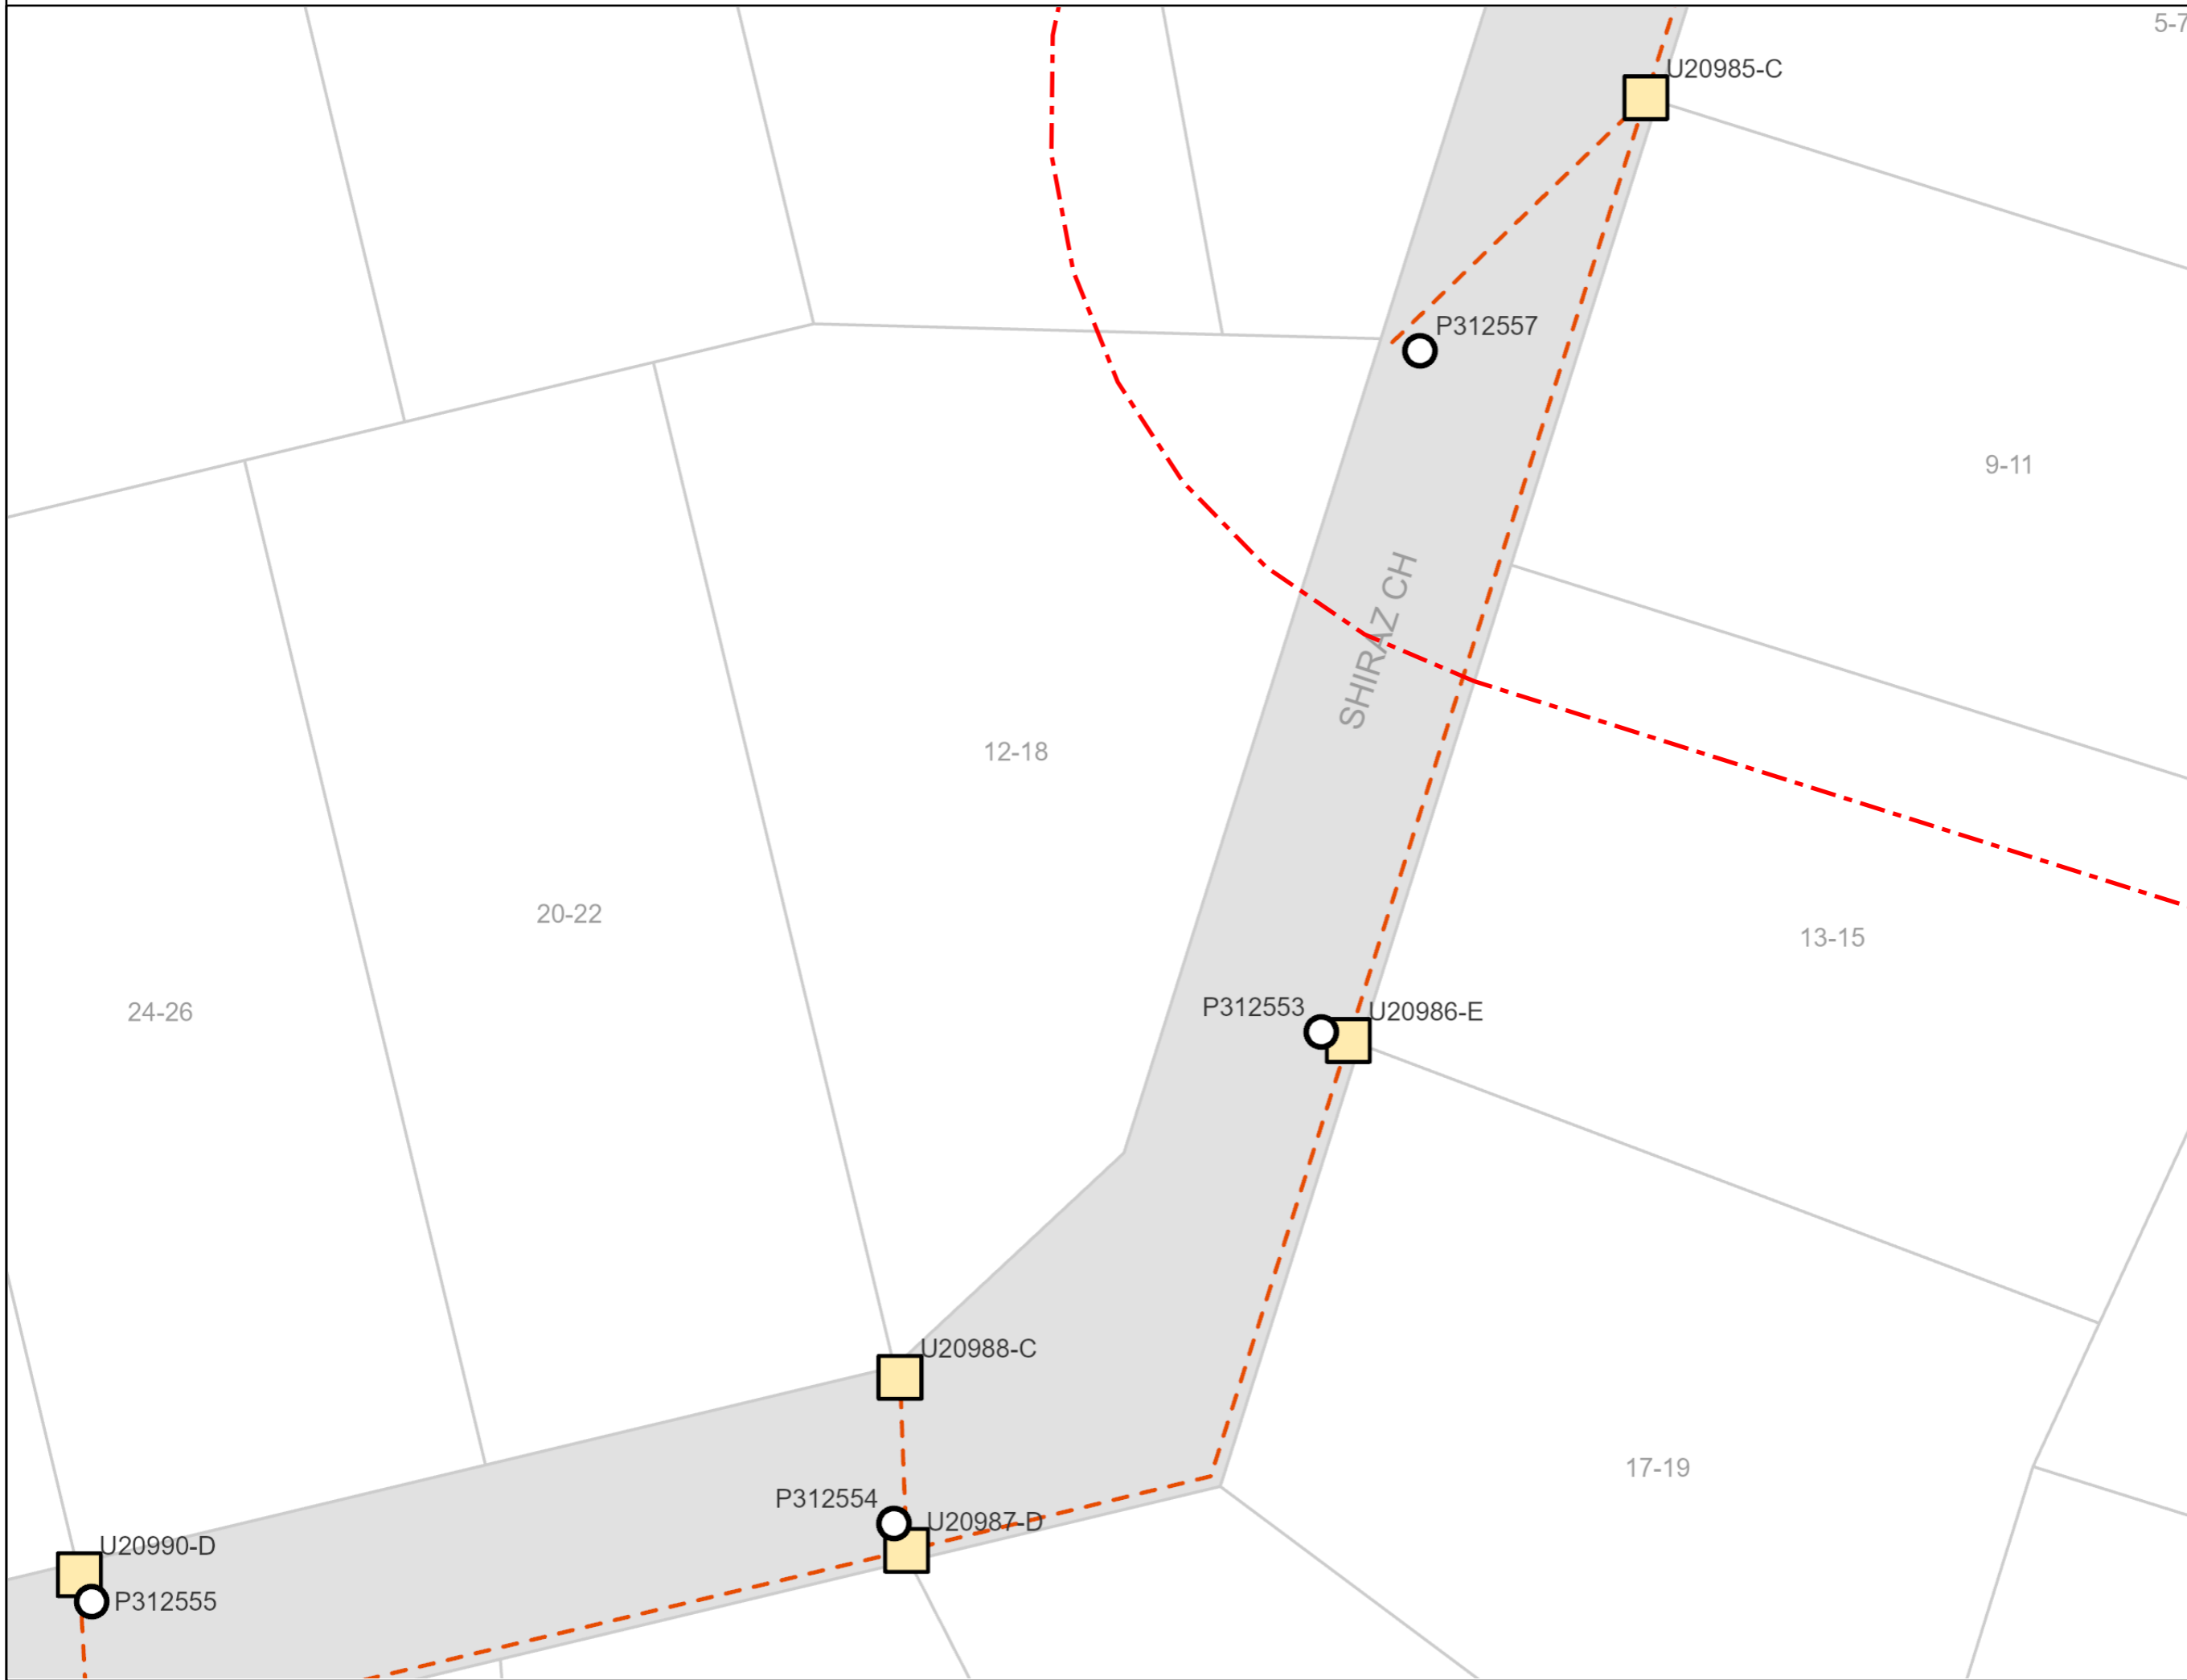 5-7
U20985-C
P312557
9-11
SHIRAZ CH
12-18
20-22
13-15
24-26
P312553
U20986-E
U20988-C
17-19
P312554
U20987-D
U20990-D
P312555